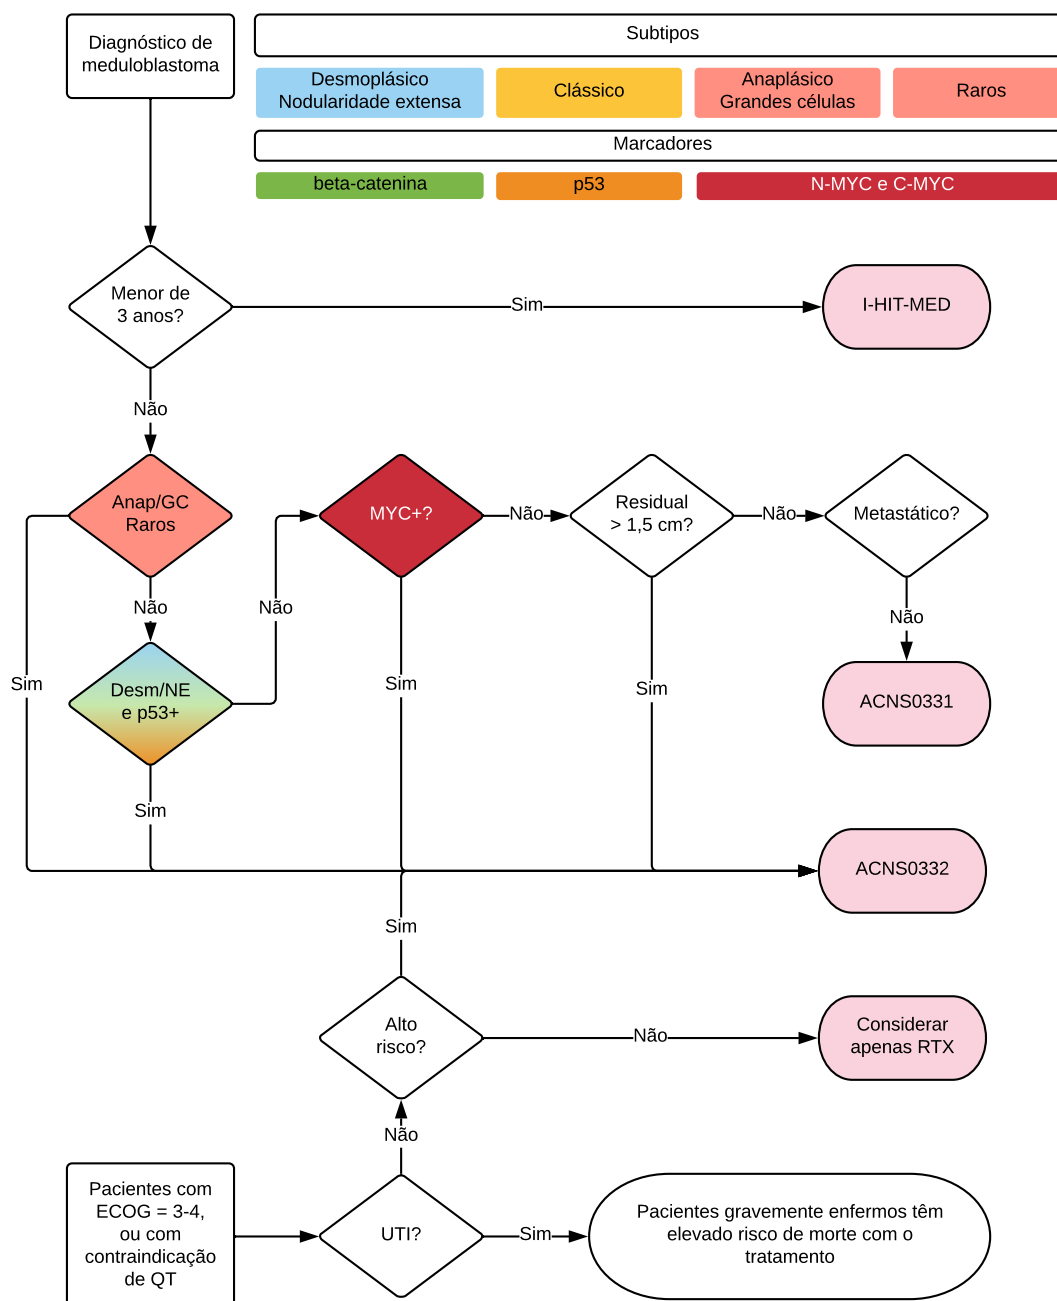 Diagnóstico de
meduloblastoma
Subtipos
Desmoplásico
Nodularidade extensa
Clássico
Anaplásico
Grandes células
Raros
Marcadores
beta-catenina
p53
N-MYC e C-MYC
Menor de
3 anos?
Sim
I-HIT-MED
Não
Anap/GC
Raros
MYC+?
Não
Residual
> 1,5 cm?
Não
Metastático?
Não
Não
Não
Sim
Desm/NE
e p53+
Sim
Sim
ACNS0331
Sim
ACNS0332
Sim
Alto
risco?
Não
Considerar
apenas RTX
Não
Pacientes com
ECOG = 3-4,
ou com
contraindicação
de QT
UTI?
Sim
Pacientes gravemente enfermos têm
elevado risco de morte com o
tratamento